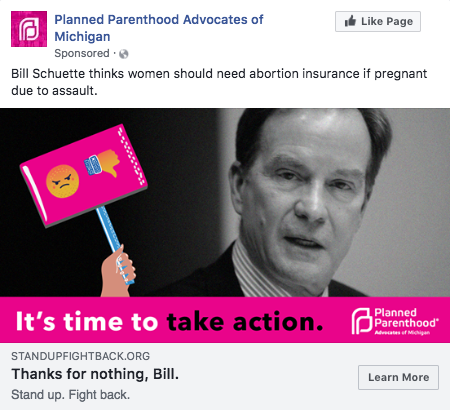 Planned Parenthood Advocates of
Michigan
Like Page
Sponsored ·
Bill Schuette thinks women should need abortion insurance if pregnant
due to assault.
It's time to take action.
Planned
Parenthood®
Advocates of Michigan
STANDUPFIGHTBACK.ORG
Thanks for nothing, Bill.
Stand up. Fight back.
Learn More